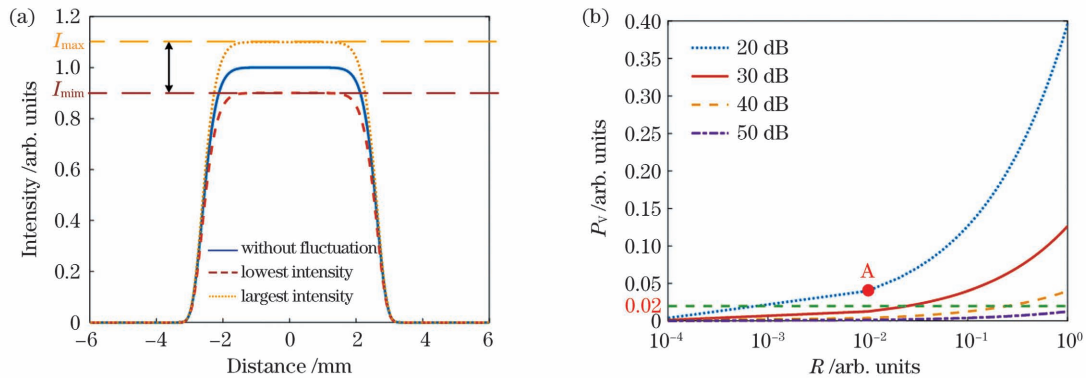 (a)
1.2
I_max
1.0
I_mim
0.8
0.6
0.4
0.2
0
Intensity /arb. units
without fluctuation
lowest intensity
largest intensity
−6 −4 −2 0 2 4 6
Distance /mm
(b)
0.40
0.35
0.30
0.25
0.20
0.15
0.10
0.05
0.02
0
P_V /arb. units
20 dB
30 dB
40 dB
50 dB
A
10⁻⁴ 10⁻³ 10⁻² 10⁻¹ 10⁰
R /arb. units